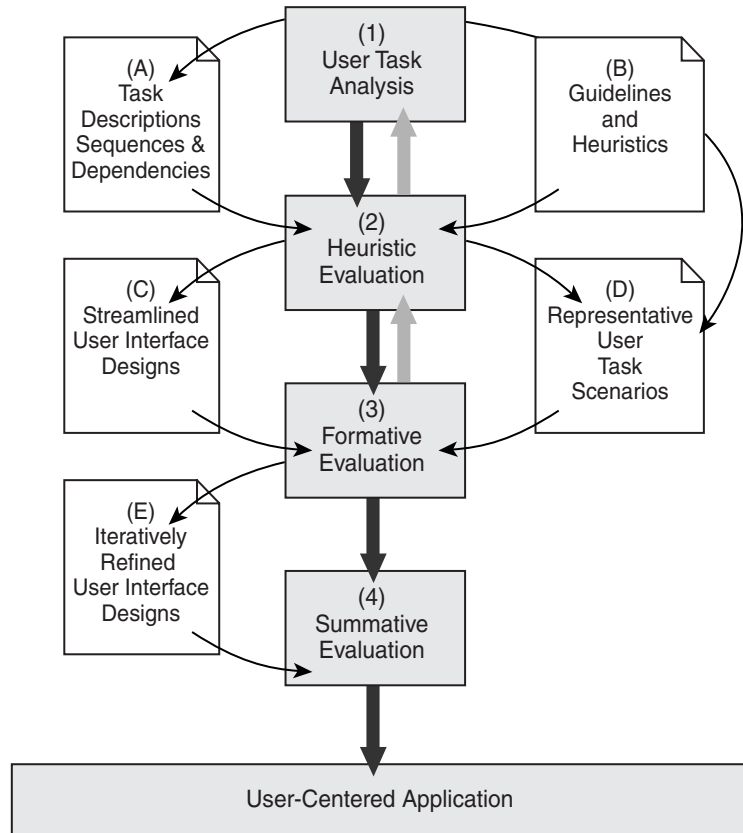 (1)
User Task
Analysis
(A)
Task
Descriptions
Sequences &
Dependencies
(B)
Guidelines
and
Heuristics
(2)
Heuristic
Evaluation
(C)
Streamlined
User Interface
Designs
(D)
Representative
User
Task
Scenarios
(3)
Formative
Evaluation
(E)
Iteratively
Refined
User Interface
Designs
(4)
Summative
Evaluation
User-Centered Application